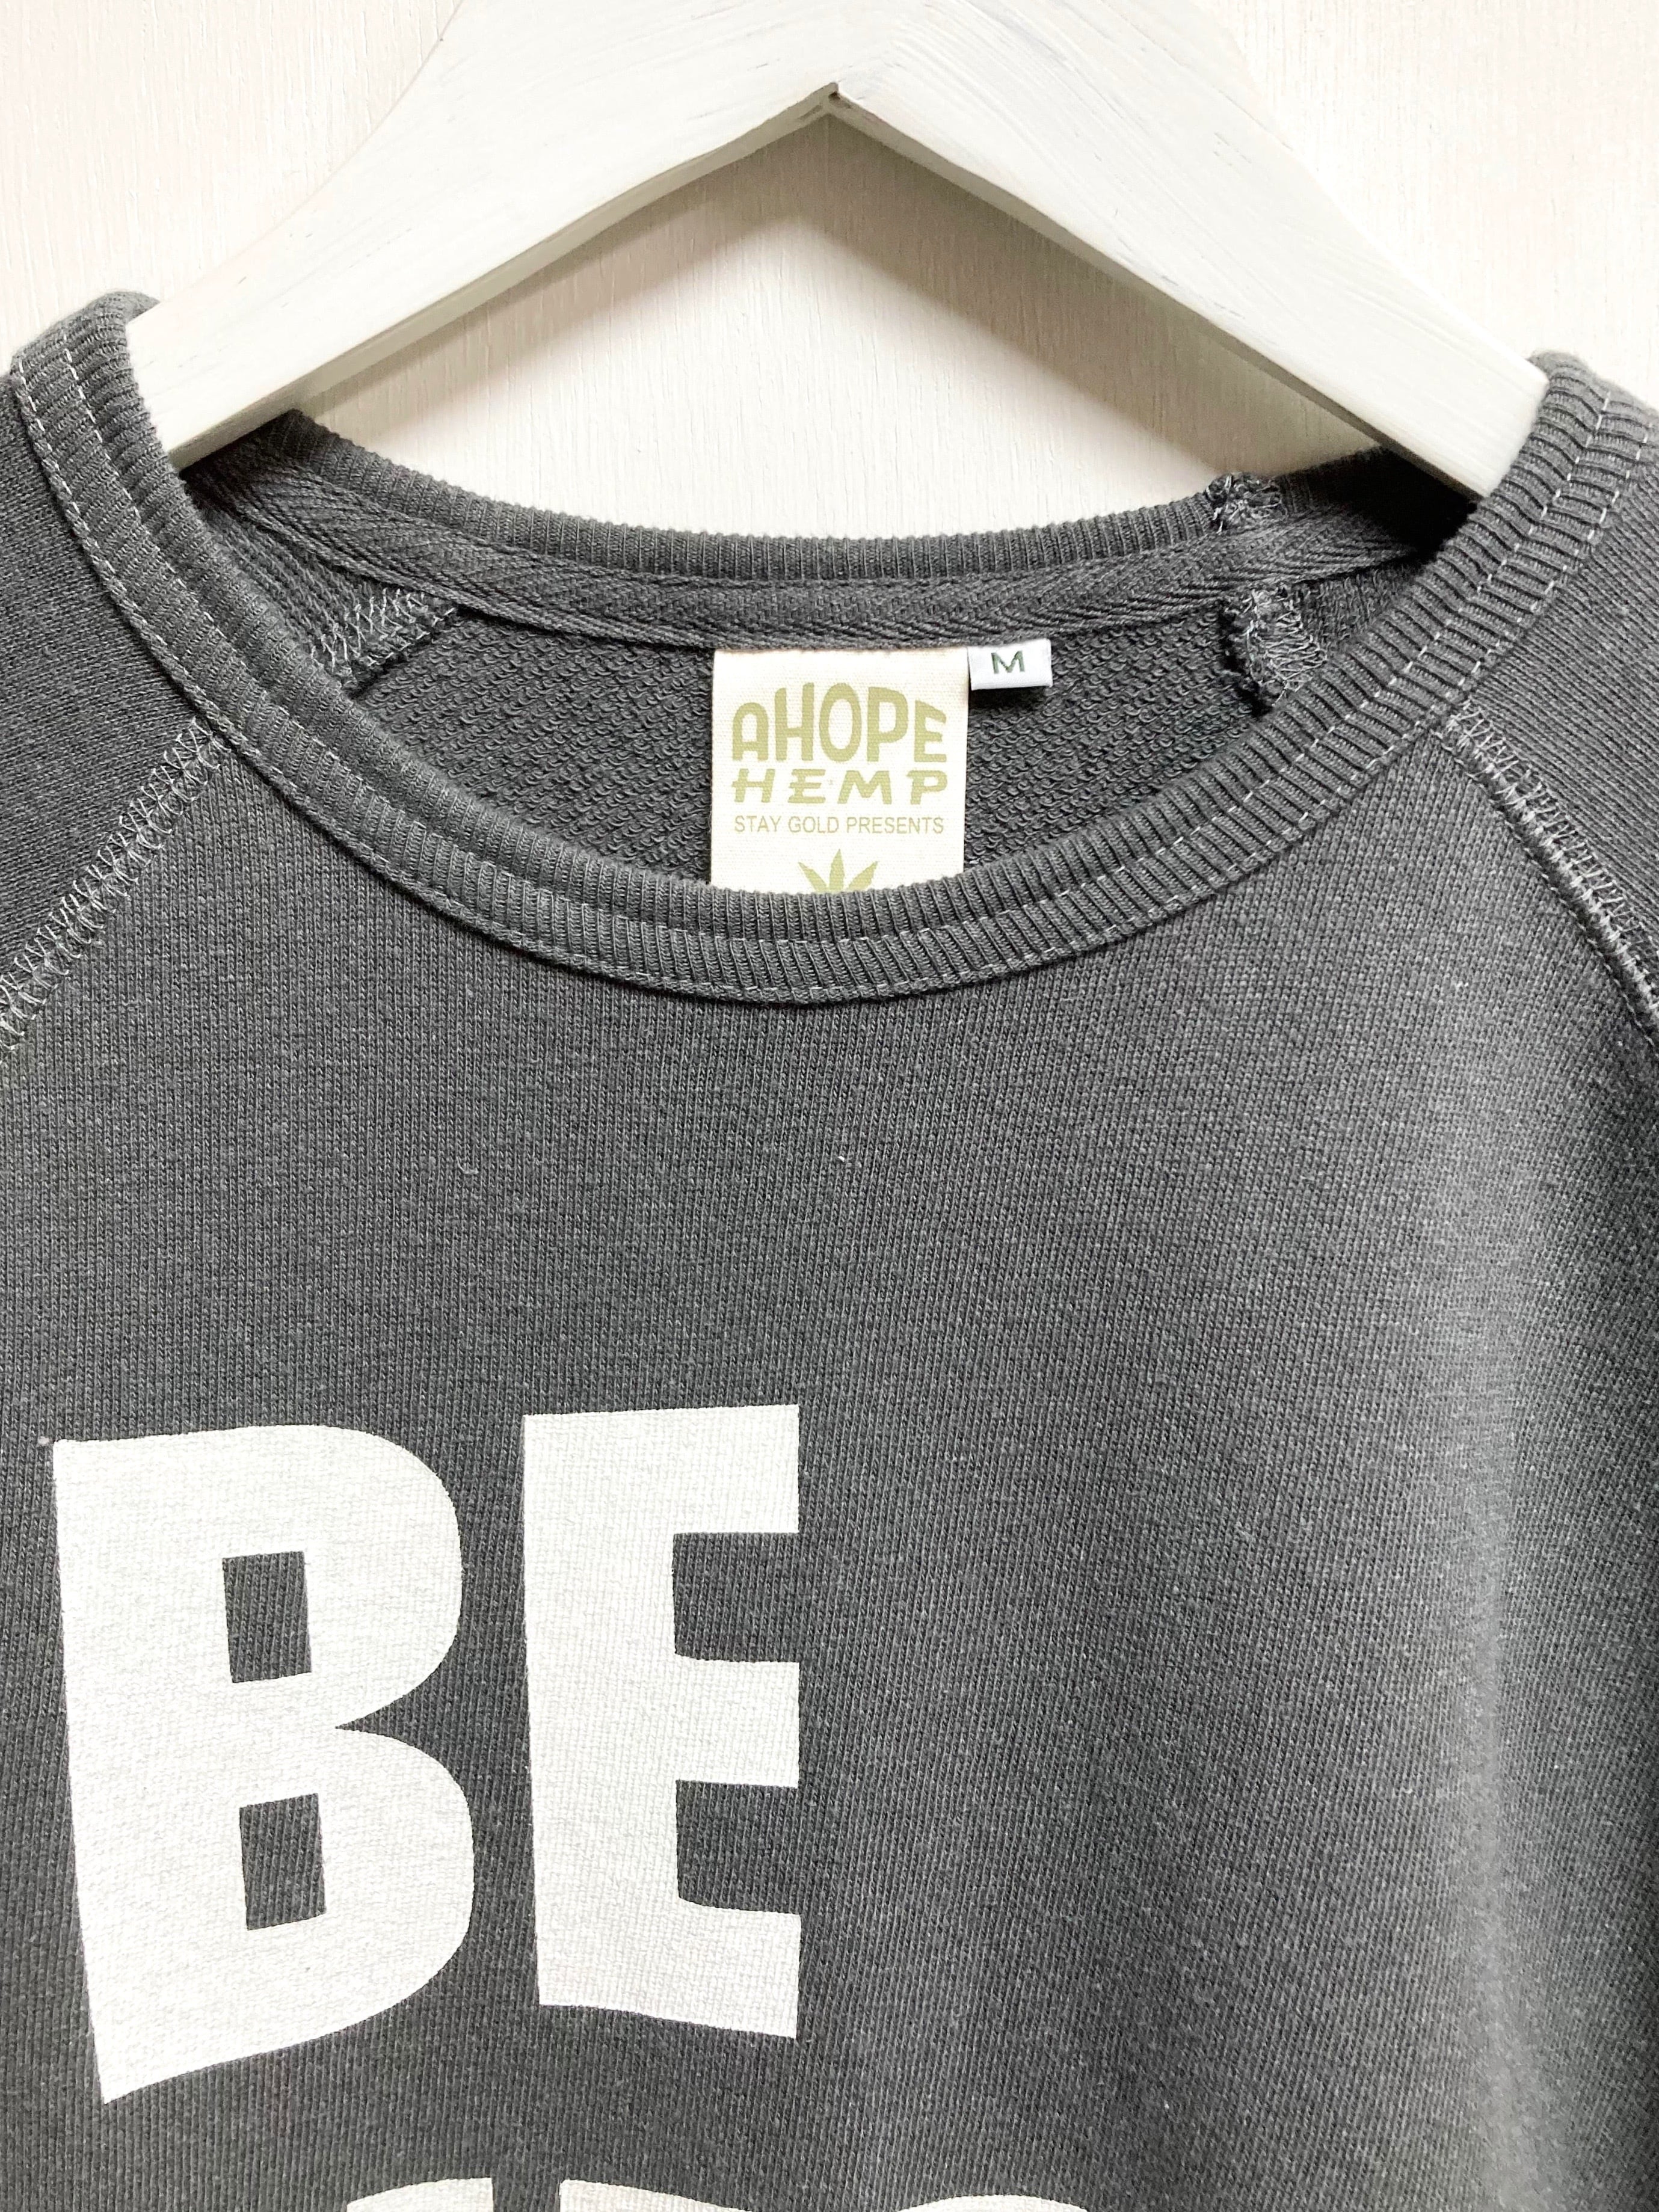 AHOPE
HEMP
STAY GOLD PRESENTS
M
BE